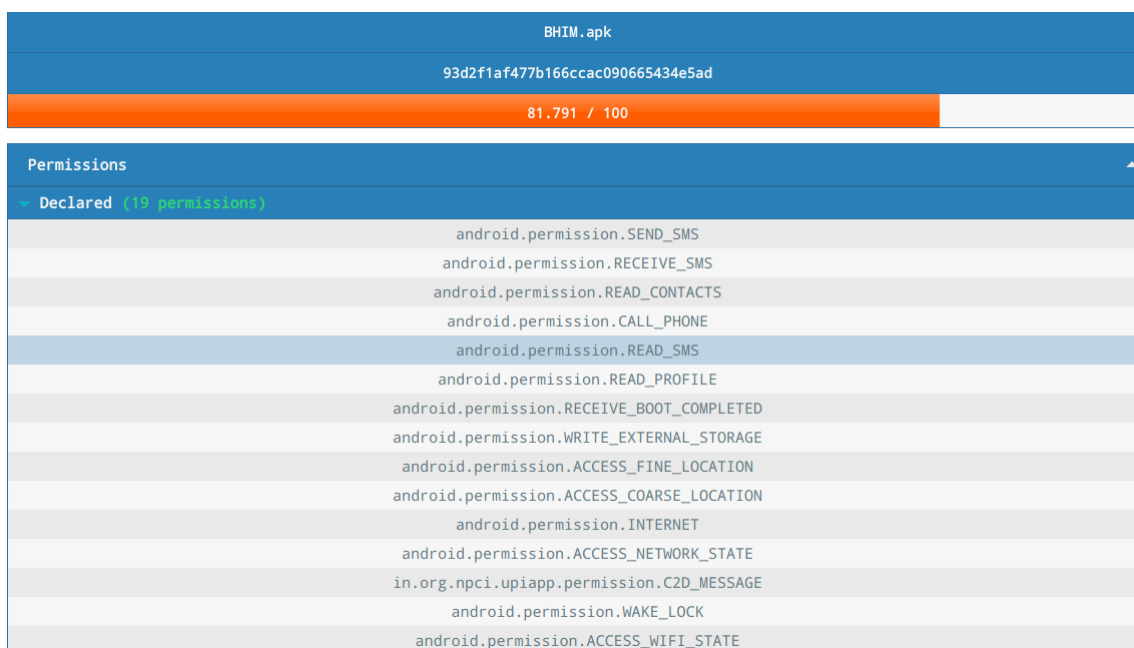 BHIM.apk
93d2f1af477b166ccac090665434e5ad
81.791 / 100
Permissions
Declared (19 permissions)
android.permission.SEND_SMS
android.permission.RECEIVE_SMS
android.permission.READ_CONTACTS
android.permission.CALL_PHONE
android.permission.READ_SMS
android.permission.READ_PROFILE
android.permission.RECEIVE_BOOT_COMPLETED
android.permission.WRITE_EXTERNAL_STORAGE
android.permission.ACCESS_FINE_LOCATION
android.permission.ACCESS_COARSE_LOCATION
android.permission.INTERNET
android.permission.ACCESS_NETWORK_STATE
in.org.npci.upiapp.permission.C2D_MESSAGE
android.permission.WAKE_LOCK
android.permission.ACCESS_WIFI_STATE